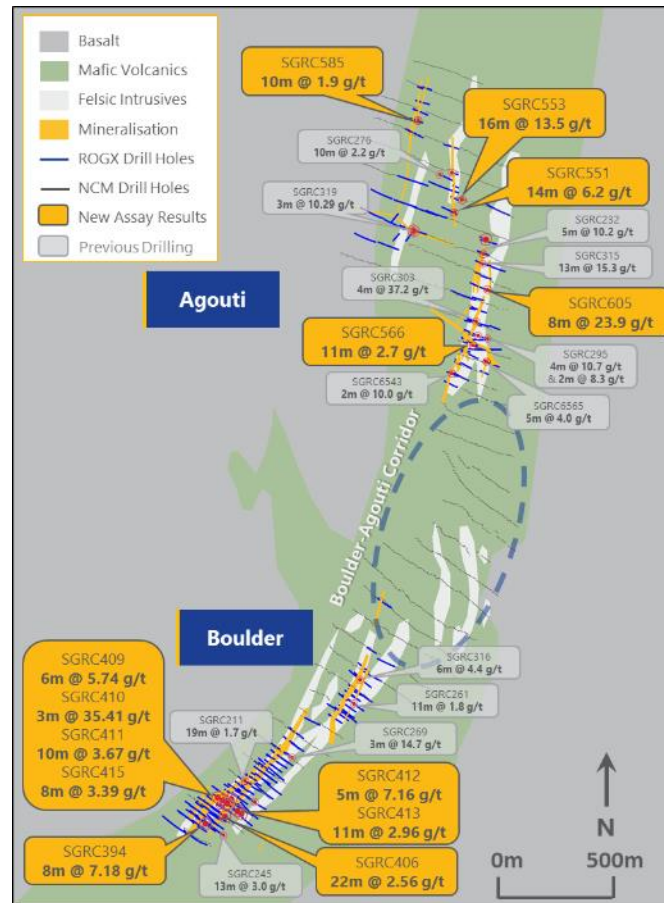 Basalt
Mafic Volcanics
Felsic Intrusives
Mineralisation
ROGX Drill Holes
NCM Drill Holes
New Assay Results
Previous Drilling
SGRC585
10m @ 1.9 g/t
SGRC553
16m @ 13.5 g/t
SGRC276
10m @ 2.2 g/t
SGRC551
14m @ 6.2 g/t
SGRC319
3m @ 10.29 g/t
SGRC232
5m @ 10.2 g/t
SGRC315
13m @ 15.3 g/t
Agouti
SGRC303
4m @ 37.2 g/t
SGRC605
8m @ 23.9 g/t
SGRC566
11m @ 2.7 g/t
SGRC295
4m @ 10.7 g/t
& 2m @ 8.3 g/t
SGRC6543
2m @ 10.0 g/t
SGRC6565
5m @ 4.0 g/t
Boulder-Agouti Corridor
Boulder
SGRC409
6m @ 5.74 g/t
SGRC410
3m @ 35.41 g/t
SGRC411
10m @ 3.67 g/t
SGRC415
8m @ 3.39 g/t
SGRC316
6m @ 4.4 g/t
SGRC261
11m @ 1.8 g/t
SGRC211
19m @ 1.7 g/t
SGRC269
3m @ 14.7 g/t
SGRC412
5m @ 7.16 g/t
SGRC413
11m @ 2.96 g/t
SGRC394
8m @ 7.18 g/t
SGRC406
22m @ 2.56 g/t
SGRC245
13m @ 3.0 g/t
N
0m 500m